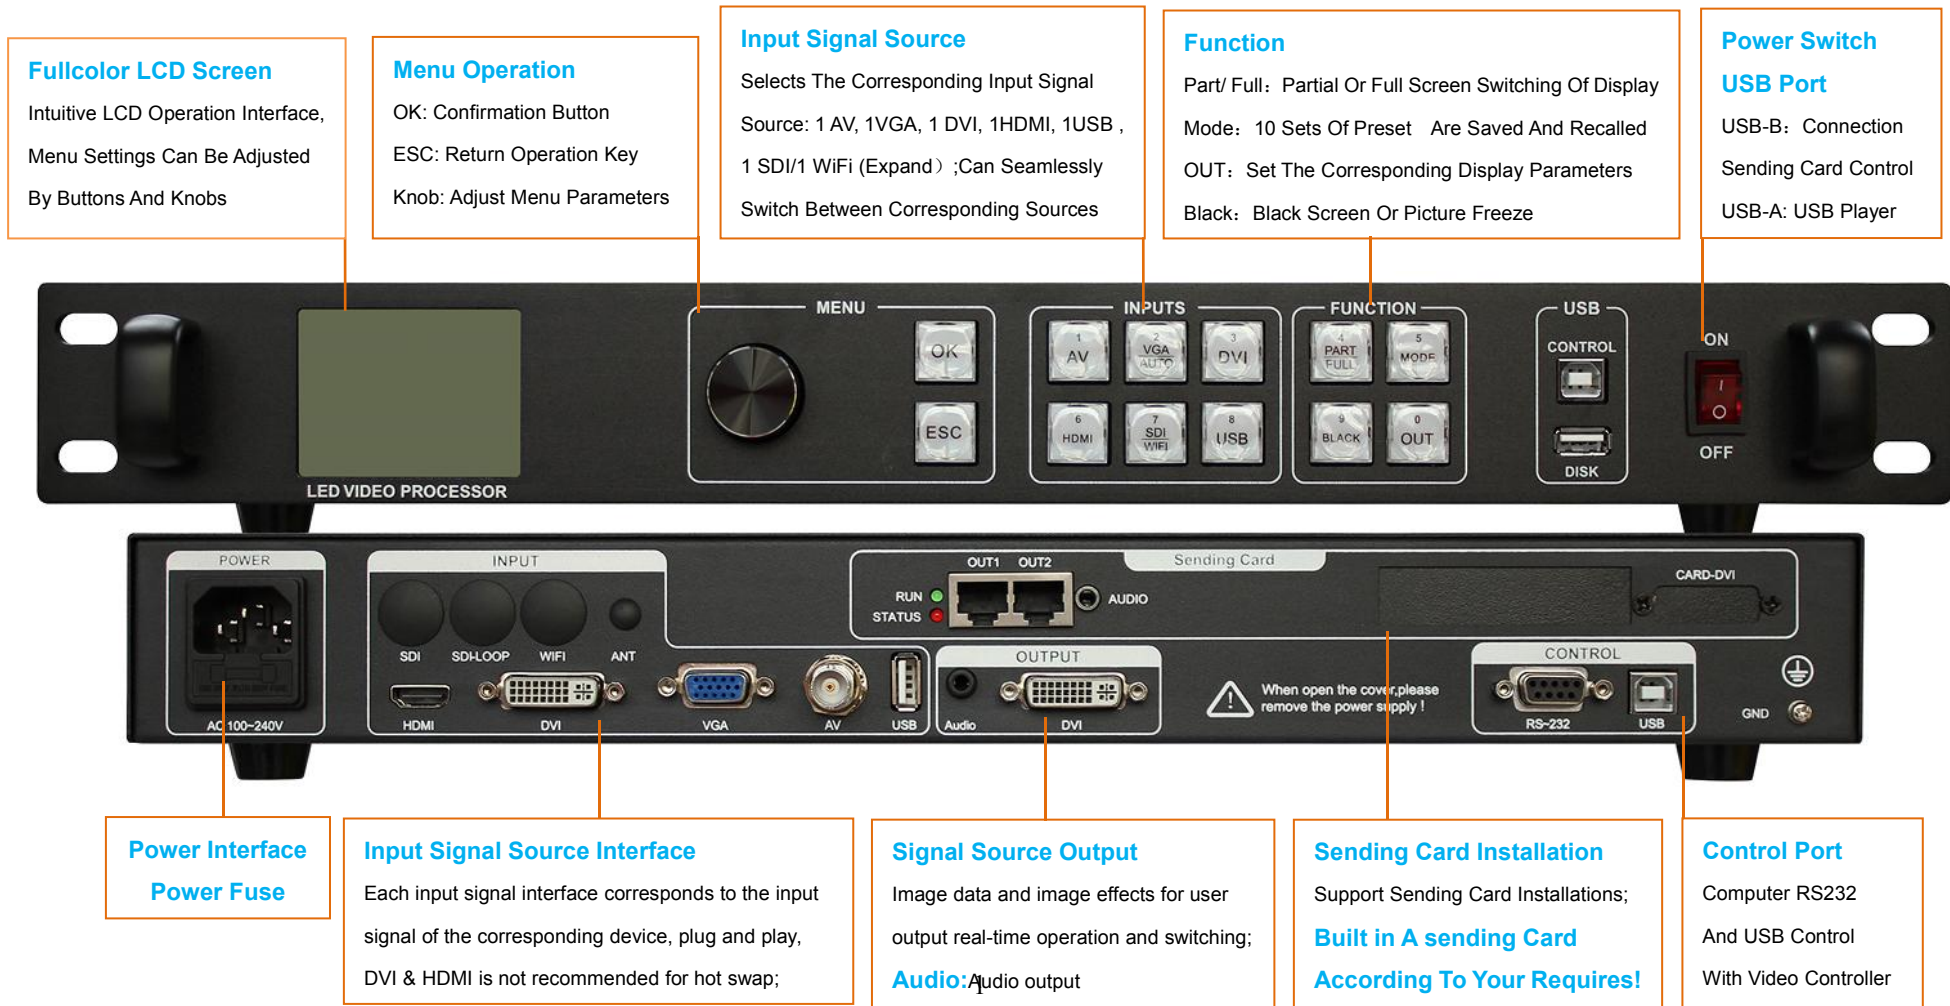 Fullcolor LCD Screen
Intuitive LCD Operation Interface,
Menu Settings Can Be Adjusted
By Buttons And Knobs
Menu Operation
OK: Confirmation Button
ESC: Return Operation Key
Knob: Adjust Menu Parameters
Input Signal Source
Selects The Corresponding Input Signal
Source: 1 AV, 1VGA, 1 DVI, 1HDMI, 1USB ,
1 SDI/1 WiFi (Expand）;Can Seamlessly
Switch Between Corresponding Sources
Function
Part/ Full：Partial Or Full Screen Switching Of Display
Mode：10 Sets Of Preset Are Saved And Recalled
OUT：Set The Corresponding Display Parameters
Black：Black Screen Or Picture Freeze
Power Switch
USB Port
USB-B：Connection
Sending Card Control
USB-A: USB Player
LED VIDEO PROCESSOR
MENU
OK
ESC
INPUTS
1
AV
2
VGA
AUTO
3
DVI
6
HDMI
7
SDI
WIFI
8
USB
FUNCTION
4
PART
FULL
5
MODE
9
BLACK
0
OUT
USB
CONTROL
DISK
ON
OFF
POWER
AC 100~240V
INPUT
SDI
SDI-LOOP
WIFI
ANT
HDMI
DVI
VGA
AV
USB
Sending Card
OUT1
OUT2
RUN
STATUS
AUDIO
CARD-DVI
OUTPUT
Audio
DVI
When open the cover,please
remove the power supply !
CONTROL
RS-232
USB
GND
Power Interface
Power Fuse
Input Signal Source Interface
Each input signal interface corresponds to the input
signal of the corresponding device, plug and play,
DVI & HDMI is not recommended for hot swap;
Signal Source Output
Image data and image effects for user
output real-time operation and switching;
Audio:Audio output
1
Sending Card Installation
Support Sending Card Installations;
Built in A sending Card
According To Your Requires!
Control Port
Computer RS232
And USB Control
With Video Controller